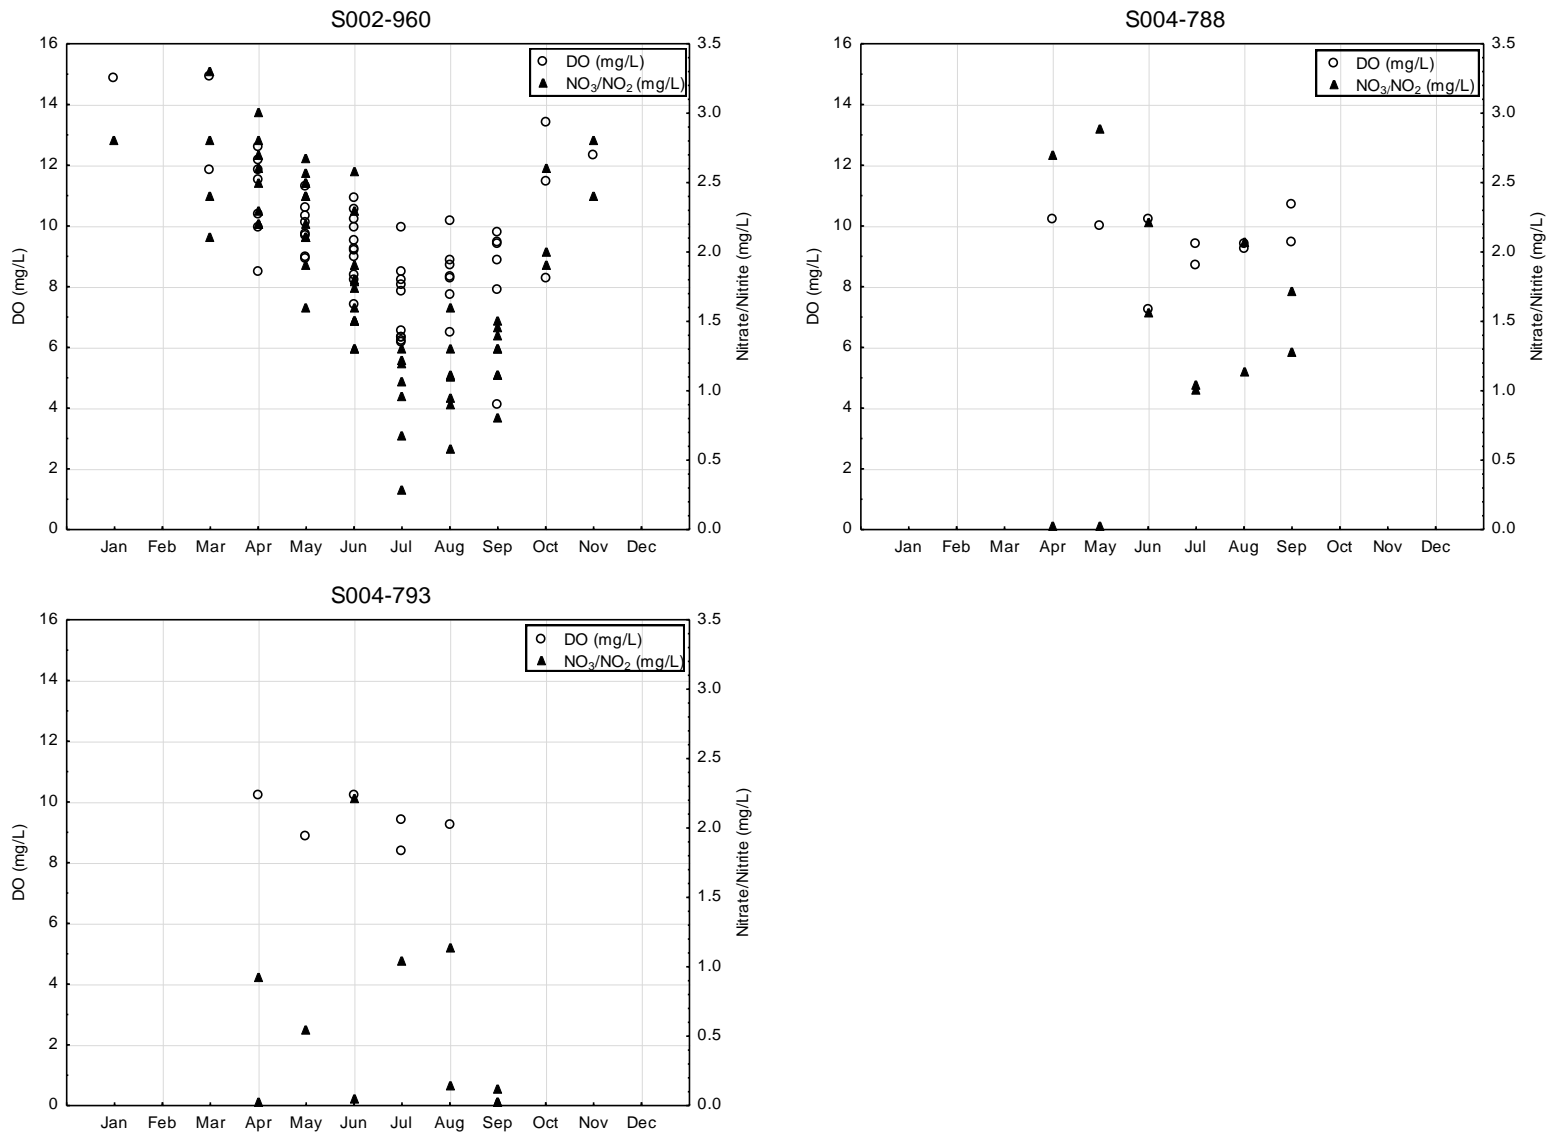 S002-960
DO (mg/L)
NO3/NO2 (mg/L)
16
14
12
10
8
6
4
2
0
DO (mg/L)
3.5
3.0
2.5
2.0
1.5
1.0
0.5
0.0
Nitrate/Nitrite (mg/L)
Jan Feb Mar Apr May Jun Jul Aug Sep Oct Nov Dec
S004-788
DO (mg/L)
NO3/NO2 (mg/L)
16
14
12
10
8
6
4
2
0
DO (mg/L)
3.5
3.0
2.5
2.0
1.5
1.0
0.5
0.0
Nitrate/Nitrite (mg/L)
Jan Feb Mar Apr May Jun Jul Aug Sep Oct Nov Dec
S004-793
DO (mg/L)
NO3/NO2 (mg/L)
16
14
12
10
8
6
4
2
0
DO (mg/L)
3.5
3.0
2.5
2.0
1.5
1.0
0.5
0.0
Nitrate/Nitrite (mg/L)
Jan Feb Mar Apr May Jun Jul Aug Sep Oct Nov Dec